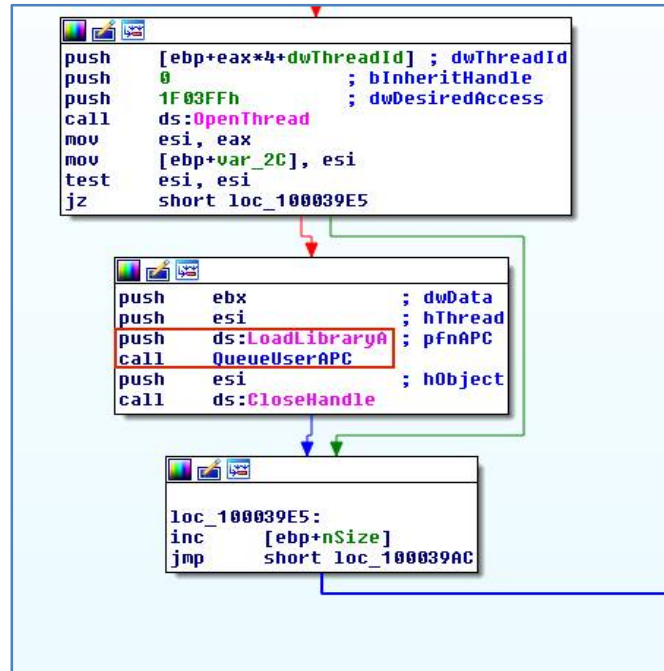 push [ebp+eax*4+dwThreadId] ; dwThreadId
push 0 ; bInheritHandle
push 1F03FFh ; dwDesiredAccess
call ds:OpenThread
mov esi, eax
mov [ebp+var_2C], esi
test esi, esi
jz short loc_100039E5
push ebx ; dwData
push esi ; hThread
push ds:LoadLibraryA ; pfnAPC
call QueueUserAPC
push esi ; hObject
call ds:CloseHandle
loc_100039E5:
inc [ebp+nSize]
jmp short loc_100039AC